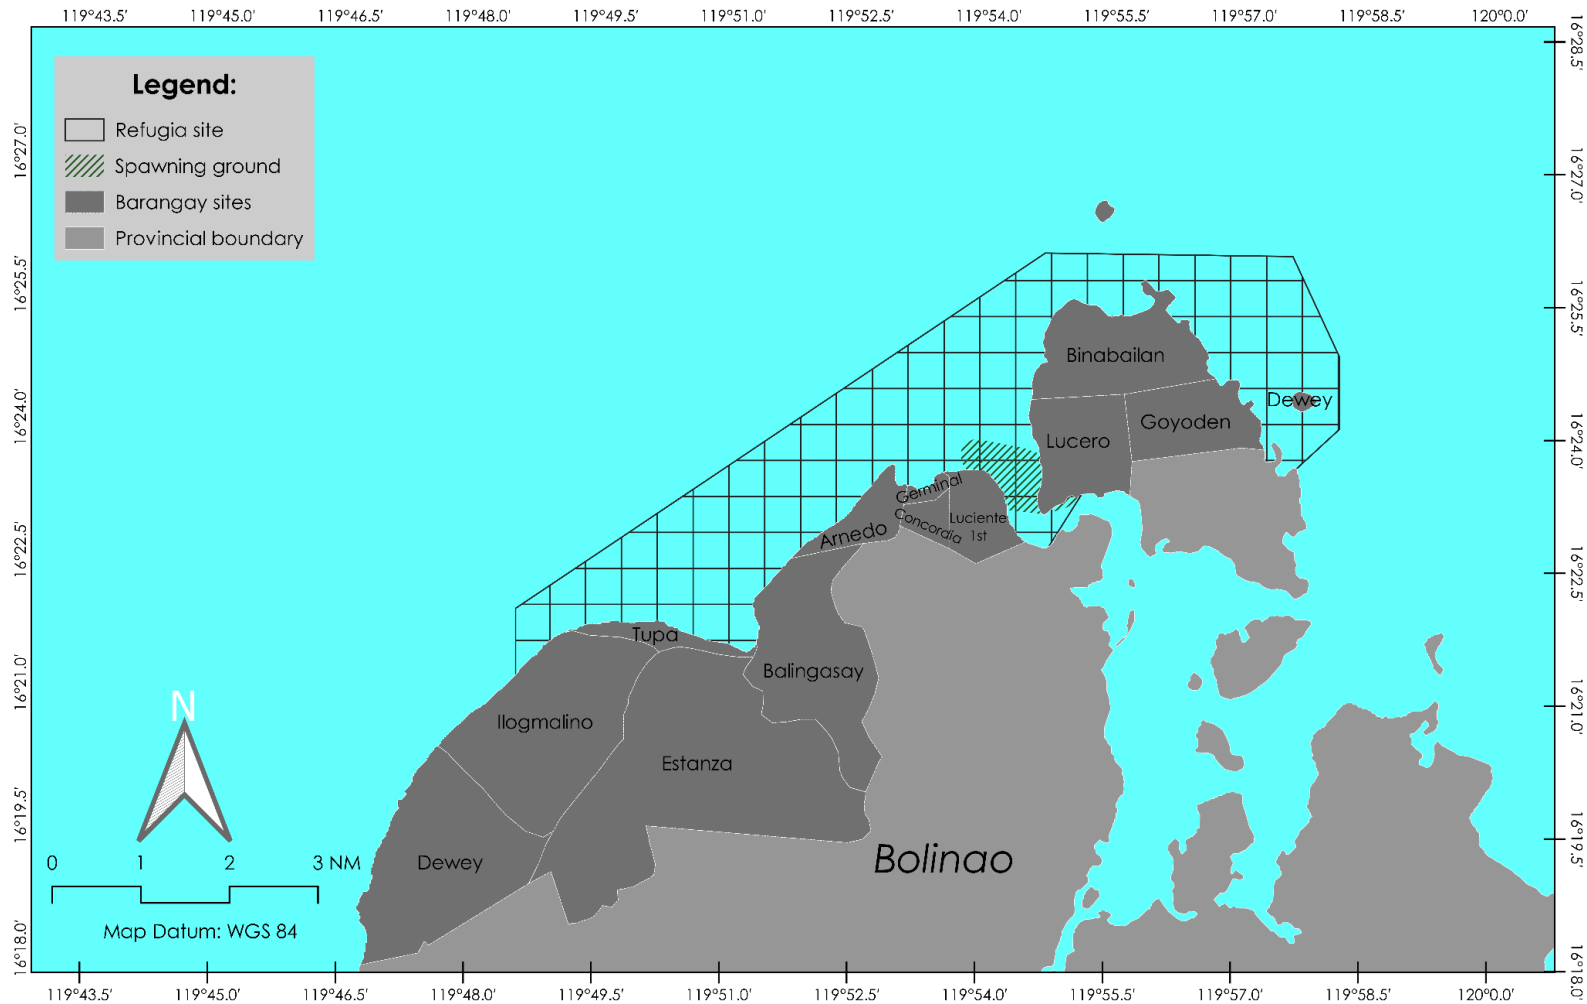 119°43.5' 119°45.0' 119°46.5' 119°48.0' 119°49.5' 119°51.0' 119°52.5' 119°54.0' 119°55.5' 119°57.0' 119°58.5' 120°0.0'
16°28.5'
Legend:
Refugia site
Spawning ground
Barangay sites
Provincial boundary
16°27.0' 16°27.0'
16°25.5' 16°25.5'
Binabailan
16°24.0' 16°24.0'
Dewey
Goyoden
Lucero
Germinal
Concordia
Luciente
1st
Arnedo
16°22.5' 16°22.5'
Tupa
Balingasay
16°21.0' 16°21.0'
N
Ilogmalino
Estanza
16°19.5' 16°19.5'
Dewey
Bolinao
0 1 2 3 NM
Map Datum: WGS 84
16°18.0' 16°18.0'
119°43.5' 119°45.0' 119°46.5' 119°48.0' 119°49.5' 119°51.0' 119°52.5' 119°54.0' 119°55.5' 119°57.0' 119°58.5' 120°0.0'